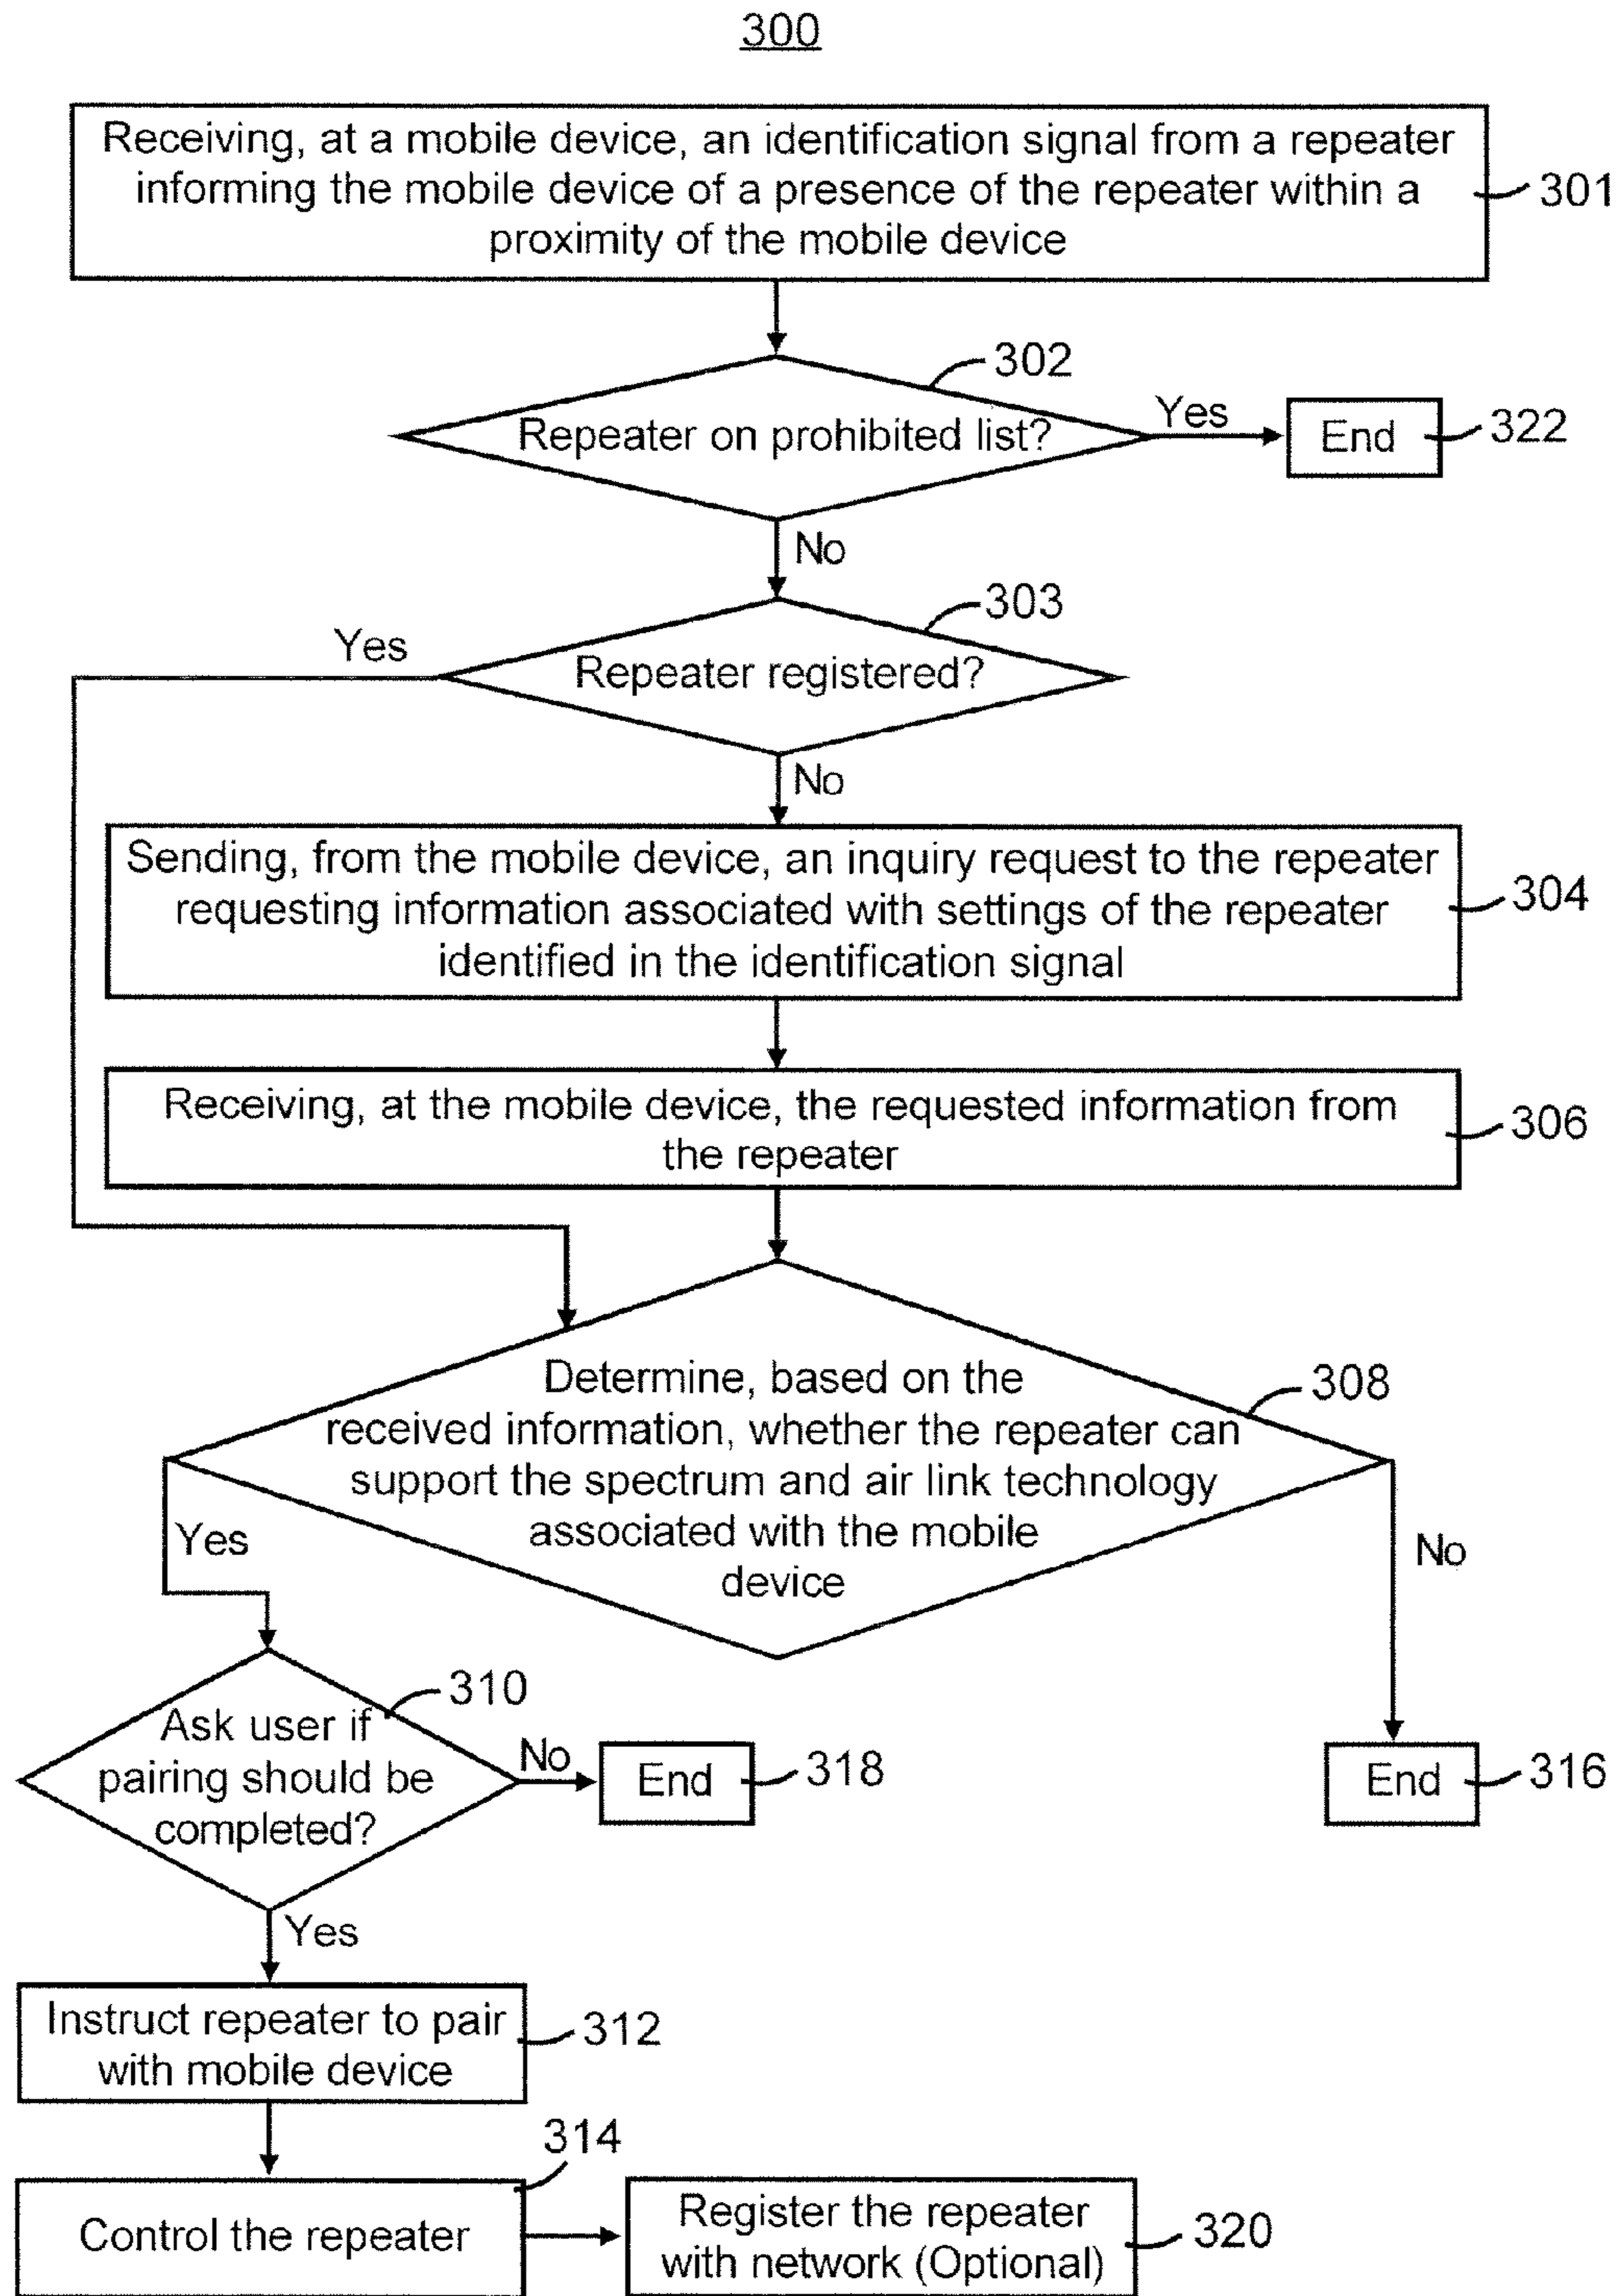 300
Receiving, at a mobile device, an identification signal from a repeater
informing the mobile device of a presence of the repeater within a
proximity of the mobile device
301
302
Repeater on prohibited list?
Yes
End
322
No
303
Yes
Repeater registered?
No
Sending, from the mobile device, an inquiry request to the repeater
requesting information associated with settings of the repeater
identified in the identification signal
304
Receiving, at the mobile device, the requested information from
the repeater
306
Determine, based on the
received information, whether the repeater can
support the spectrum and air link technology
associated with the mobile
device
308
Yes
No
310
Ask user if
pairing should be
completed?
No
End
318
End
316
Yes
Instruct repeater to pair
with mobile device
312
314
Control the repeater
Register the repeater
with network (Optional)
320